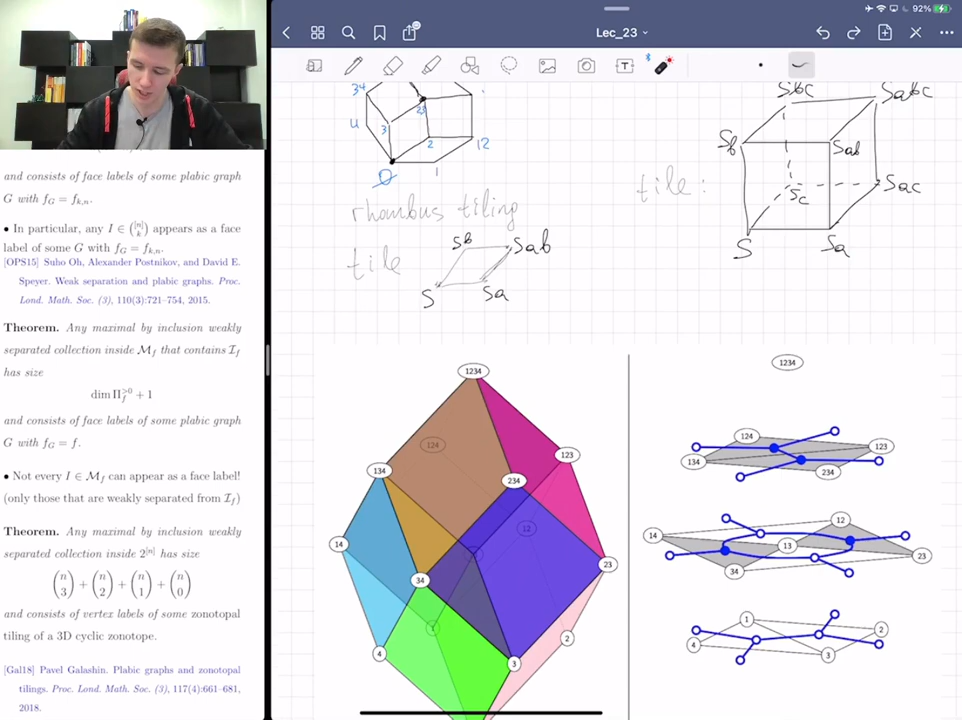 92%
Lec_23
and consists of face labels of some plabic graph
G with f_G = f_{k,n}.
• In particular, any I ∈ \binom{[n]}{k} appears as a face
label of some G with f_G = f_{k,n}.
[OPS15] Suho Oh, Alexander Postnikov, and David E.
Speyer. Weak separation and plabic graphs. Proc.
Lond. Math. Soc. (3), 110(3):721–754, 2015.
Theorem. Any maximal by inclusion weakly
separated collection inside M_f that contains I_f
has size
dim Π_f^{>0} + 1
and consists of face labels of some plabic graph
G with f_G = f.
• Not every I ∈ M_f can appear as a face label!
(only those that are weakly separated from I_f)
Theorem. Any maximal by inclusion weakly
separated collection inside 2^{[n]} has size
\binom{n}{3} + \binom{n}{2} + \binom{n}{1} + \binom{n}{0}
and consists of vertex labels of some zonotopal
tiling of a 3D cyclic zonotope.
[Gal18] Pavel Galashin. Plabic graphs and zonotopal
tilings. Proc. Lond. Math. Soc. (3), 117(4):661–681,
2018.
34
4
3
23
2
12
1
Ø
rhombus tiling
tile
Sb
Sab
S
Sa
tile:
Sbc
Sabc
Sb
Sab
Sc
Sac
S
Sa
1234
124
134
123
234
14
12
34
23
4
2
3
1234
124
123
134
234
12
14
13
23
34
1
2
4
3